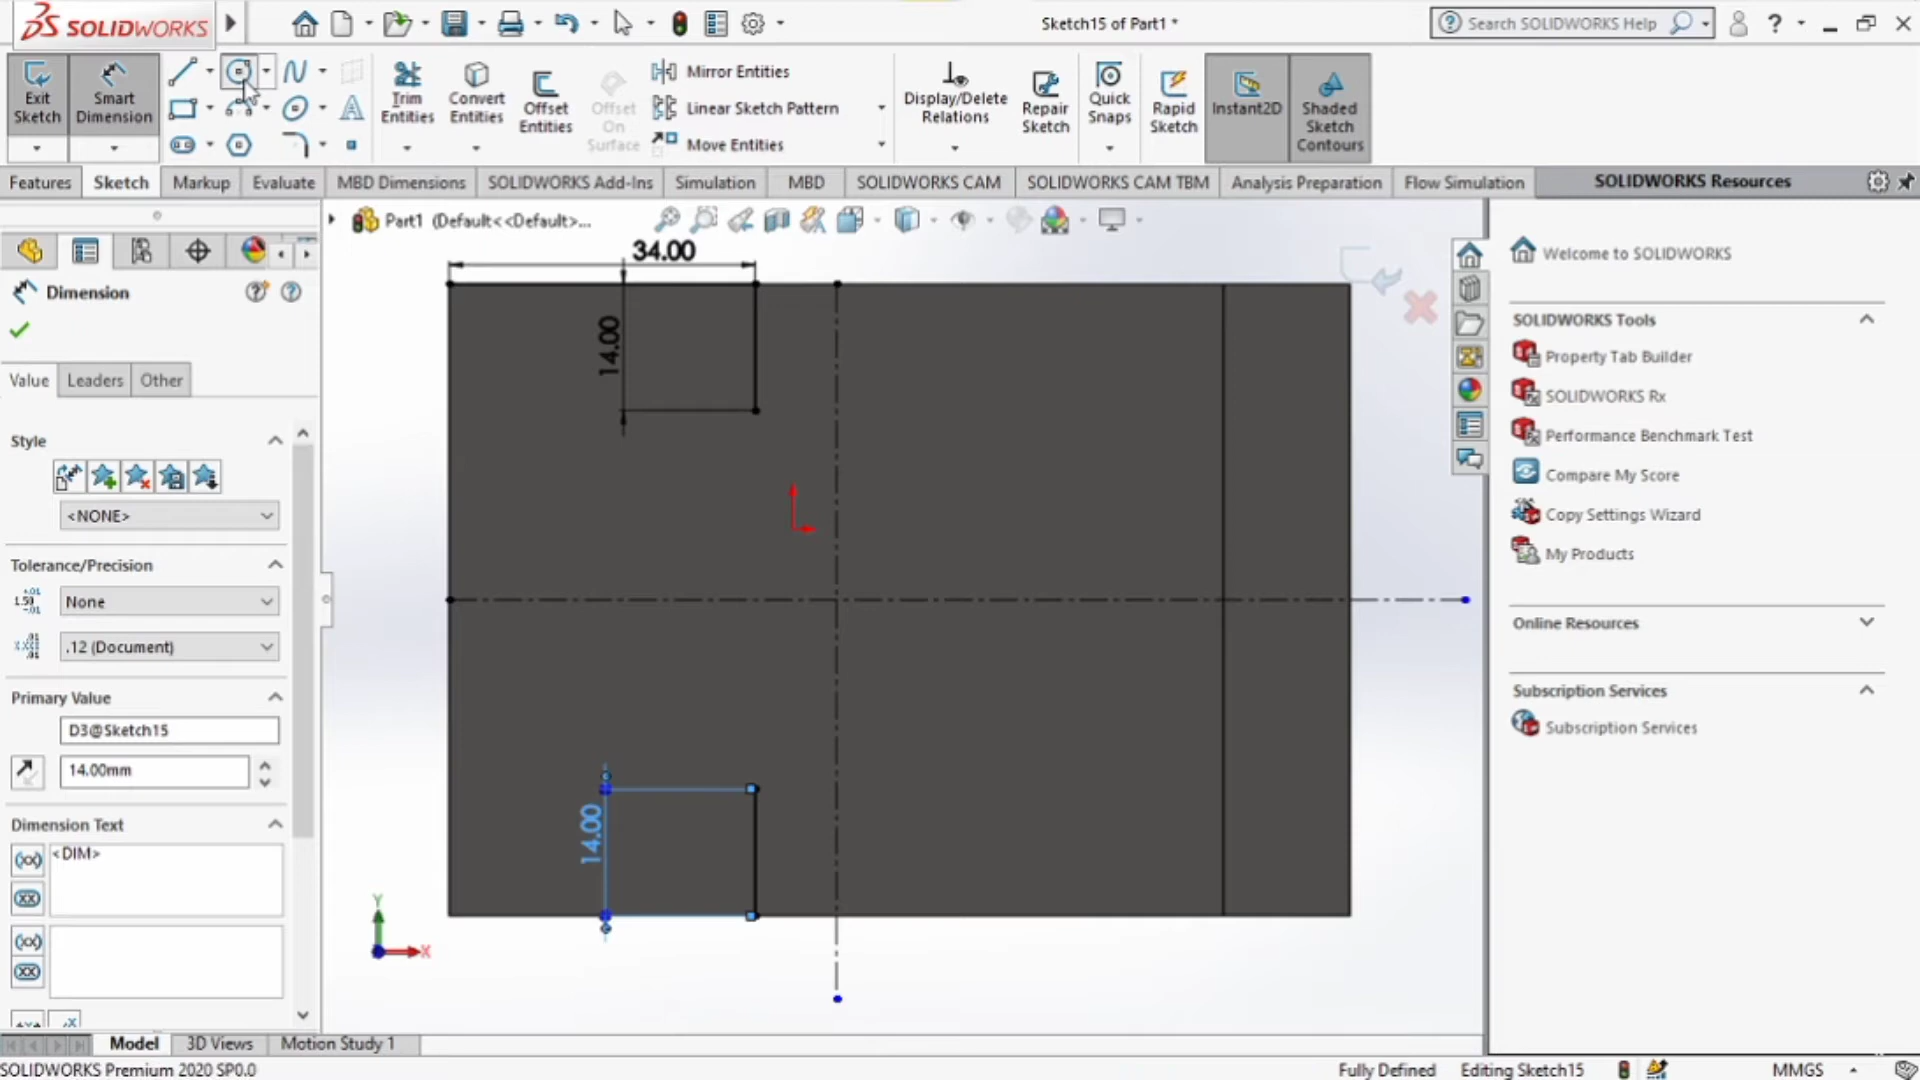 SOLIDWORKS
Sketch15 of Part1 *
Search SOLIDWORKS Help
Exit Sketch
Smart Dimension
Trim Entities
Convert Entities
Offset Entities
Offset On Surface
Mirror Entities
Linear Sketch Pattern
Move Entities
Display/Delete Relations
Repair Sketch
Quick Snaps
Rapid Sketch
Instant2D
Shaded Sketch Contours
Features
Sketch
Markup
Evaluate
MBD Dimensions
SOLIDWORKS Add-Ins
Simulation
MBD
SOLIDWORKS CAM
SOLIDWORKS CAM TBM
Analysis Preparation
Flow Simulation
SOLIDWORKS Resources
Part1 (Default<<Default>...
Dimension
Value
Leaders
Other
Style
<NONE>
Tolerance/Precision
None
.12 (Document)
Primary Value
D3@Sketch15
14.00mm
Dimension Text
<DIM>
34.00
14.00
14.00
Y
X
Welcome to SOLIDWORKS
SOLIDWORKS Tools
Property Tab Builder
SOLIDWORKS Rx
Performance Benchmark Test
Compare My Score
Copy Settings Wizard
My Products
Online Resources
Subscription Services
Subscription Services
Model
3D Views
Motion Study 1
SOLIDWORKS Premium 2020 SP0.0
Fully Defined
Editing Sketch15
MMGS